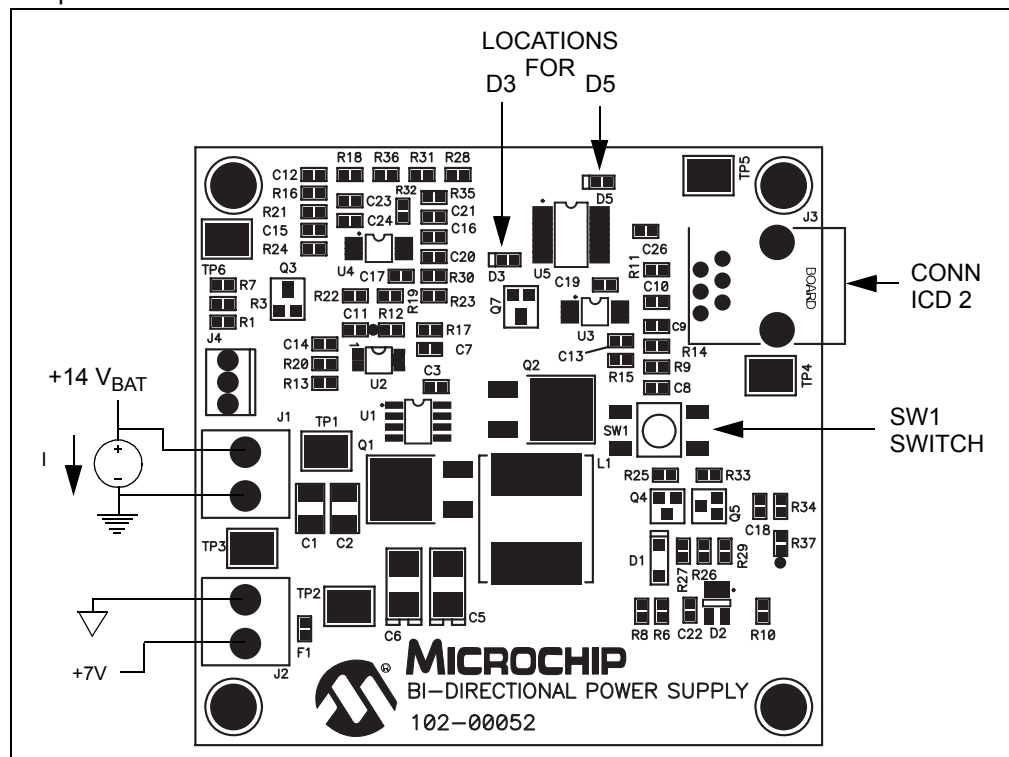 LOCATIONS
FOR
D3 D5
R18 R36 R31 R28
C12
R16
R21
C15
R24
C23
C24
R32
R35
C21
C16
C20
R30
R23
TP6
U4
C17
Q3
R7
R3
R1
R22
R19
C11
R12
R17
C7
J4
C14
R20
R13
U2
C3
D5
D3
U5
C19
Q7
U3
C13
R15
TP5
J3
C26
R11
C10
C9
R14
R9
C8
BOARD
TP4
CONN
ICD 2
+14 VBAT
I
+
-
J1
TP1
U1
Q1
Q2
SW1
SW1
SWITCH
L1
R25
R33
Q4
Q5
C18
R34
R37
C1
C2
TP3
TP2
C6
C5
D1
R27
R26
R29
R8
R6
C22
D2
R10
F1
J2
+7V
®
MICROCHIP
BI-DIRECTIONAL POWER SUPPLY
102-00052